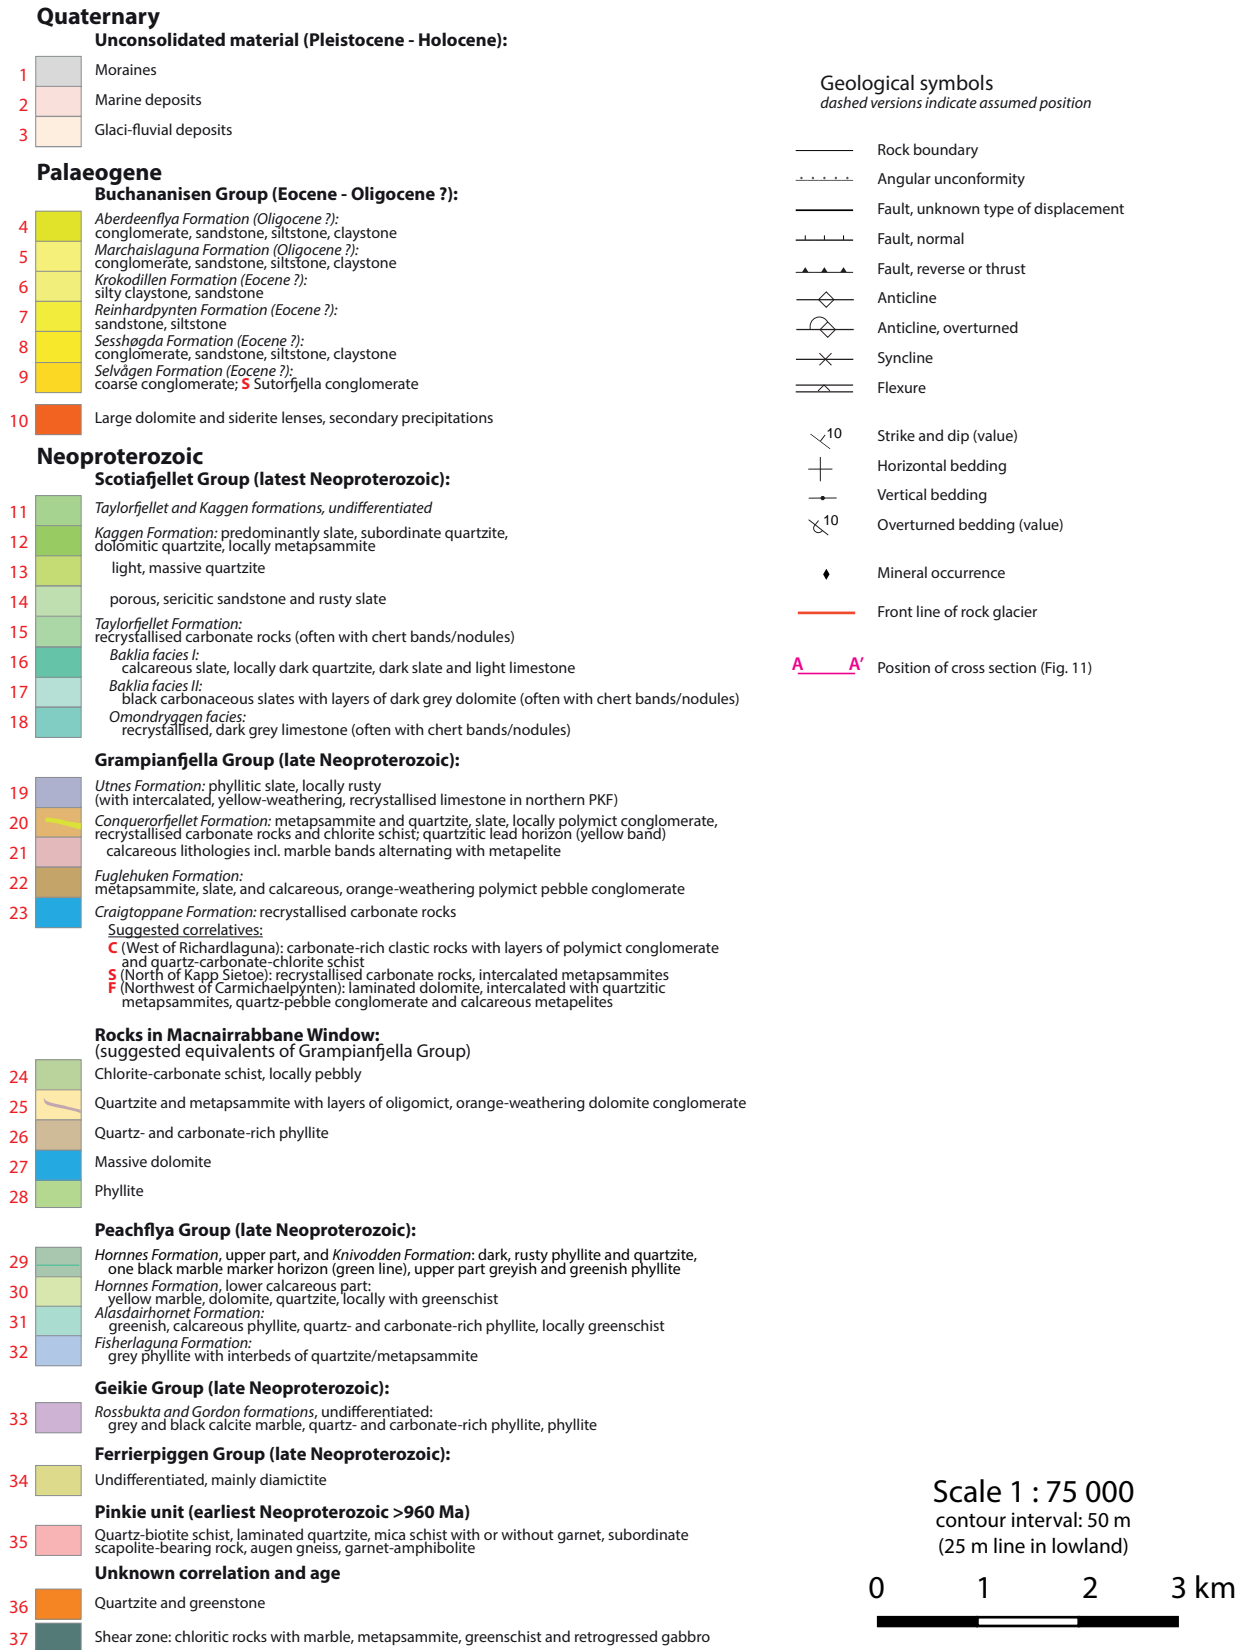 Quaternary
Unconsolidated material (Pleistocene - Holocene):
1 Moraines
2 Marine deposits
3 Glaci-fluvial deposits
Palaeogene
Buchananisen Group (Eocene - Oligocene ?):
4 Aberdeenflya Formation (Oligocene ?):
conglomerate, sandstone, siltstone, claystone
5 Marchaislaguna Formation (Oligocene ?):
conglomerate, sandstone, siltstone, claystone
6 Krokodillen Formation (Eocene ?):
silty claystone, sandstone
7 Reinhardpynten Formation (Eocene ?):
sandstone, siltstone
8 Sesshøgda Formation (Eocene ?):
conglomerate, sandstone, siltstone, claystone
9 Selvågen Formation (Eocene ?):
coarse conglomerate; S Sutorfjella conglomerate
10 Large dolomite and siderite lenses, secondary precipitations
Neoproterozoic
Scotiafjellet Group (latest Neoproterozoic):
11 Taylorfjellet and Kaggen formations, undifferentiated
12 Kaggen Formation: predominantly slate, subordinate quartzite,
dolomitic quartzite, locally metapsammite
13 light, massive quartzite
14 porous, sericitic sandstone and rusty slate
15 Taylorfjellet Formation:
recrystallised carbonate rocks (often with chert bands/nodules)
16 Baklia facies I:
calcareous slate, locally dark quartzite, dark slate and light limestone
17 Baklia facies II:
black carbonaceous slates with layers of dark grey dolomite (often with chert bands/nodules)
18 Omondryggen facies:
recrystallised, dark grey limestone (often with chert bands/nodules)
Grampianfjella Group (late Neoproterozoic):
19 Utnes Formation: phyllitic slate, locally rusty
(with intercalated, yellow-weathering, recrystallised limestone in northern PKF)
20 Conquerorfjellet Formation: metapsammite and quartzite, slate, locally polymict conglomerate,
recrystallised carbonate rocks and chlorite schist; quartzitic lead horizon (yellow band)
21 calcareous lithologies incl. marble bands alternating with metapelite
22 Fuglehuken Formation:
metapsammite, slate, and calcareous, orange-weathering polymict pebble conglomerate
23 Craigtoppane Formation: recrystallised carbonate rocks
Suggested correlatives:
C (West of Richardlaguna): carbonate-rich clastic rocks with layers of polymict conglomerate
and quartz-carbonate-chlorite schist
S (North of Kapp Sietoe): recrystallised carbonate rocks, intercalated metapsammites
F (Northwest of Carmichaelpynten): laminated dolomite, intercalated with quartzitic
metapsammites, quartz-pebble conglomerate and calcareous metapelites
Rocks in Macnairrabbane Window:
(suggested equivalents of Grampianfjella Group)
24 Chlorite-carbonate schist, locally pebbly
25 Quartzite and metapsammite with layers of oligomict, orange-weathering dolomite conglomerate
26 Quartz- and carbonate-rich phyllite
27 Massive dolomite
28 Phyllite
Peachflya Group (late Neoproterozoic):
29 Hornnes Formation, upper part, and Knivodden Formation: dark, rusty phyllite and quartzite,
one black marble marker horizon (green line), upper part greyish and greenish phyllite
30 Hornnes Formation, lower calcareous part:
yellow marble, dolomite, quartzite, locally with greenschist
31 Alasdairhornet Formation:
greenish, calcareous phyllite, quartz- and carbonate-rich phyllite, locally greenschist
32 Fisherlaguna Formation:
grey phyllite with interbeds of quartzite/metapsammite
Geikie Group (late Neoproterozoic):
33 Rossbukta and Gordon formations, undifferentiated:
grey and black calcite marble, quartz- and carbonate-rich phyllite, phyllite
Ferrierpiggen Group (late Neoproterozoic):
34 Undifferentiated, mainly diamictite
Pinkie unit (earliest Neoproterozoic >960 Ma)
35 Quartz-biotite schist, laminated quartzite, mica schist with or without garnet, subordinate
scapolite-bearing rock, augen gneiss, garnet-amphibolite
Unknown correlation and age
36 Quartzite and greenstone
37 Shear zone: chloritic rocks with marble, metapsammite, greenschist and retrogressed gabbro
Geological symbols
dashed versions indicate assumed position
Rock boundary
Angular unconformity
Fault, unknown type of displacement
Fault, normal
Fault, reverse or thrust
Anticline
Anticline, overturned
Syncline
Flexure
10 Strike and dip (value)
Horizontal bedding
Vertical bedding
10 Overturned bedding (value)
Mineral occurrence
Front line of rock glacier
A A' Position of cross section (Fig. 11)
Scale 1 : 75 000
contour interval: 50 m
(25 m line in lowland)
0 1 2 3 km